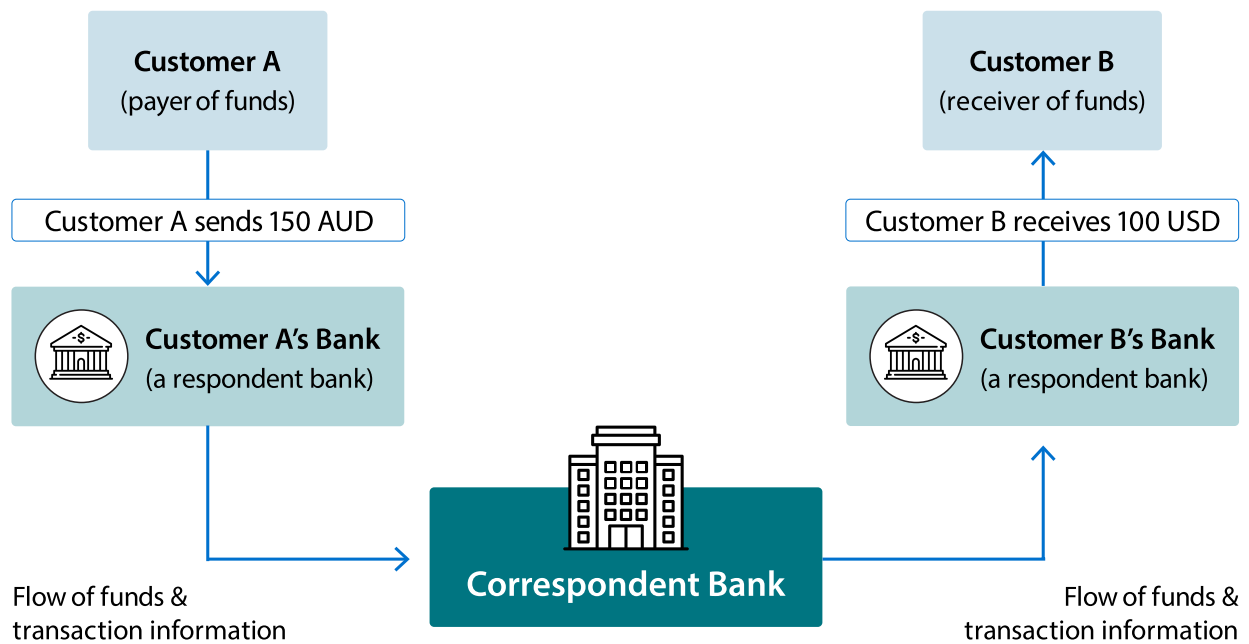 Customer A
(payer of funds)
Customer B
(receiver of funds)
Customer A sends 150 AUD
Customer B receives 100 USD
-$-
Customer A’s Bank
(a respondent bank)
-$-
Customer B’s Bank
(a respondent bank)
Correspondent Bank
Flow of funds &
transaction information
Flow of funds &
transaction information